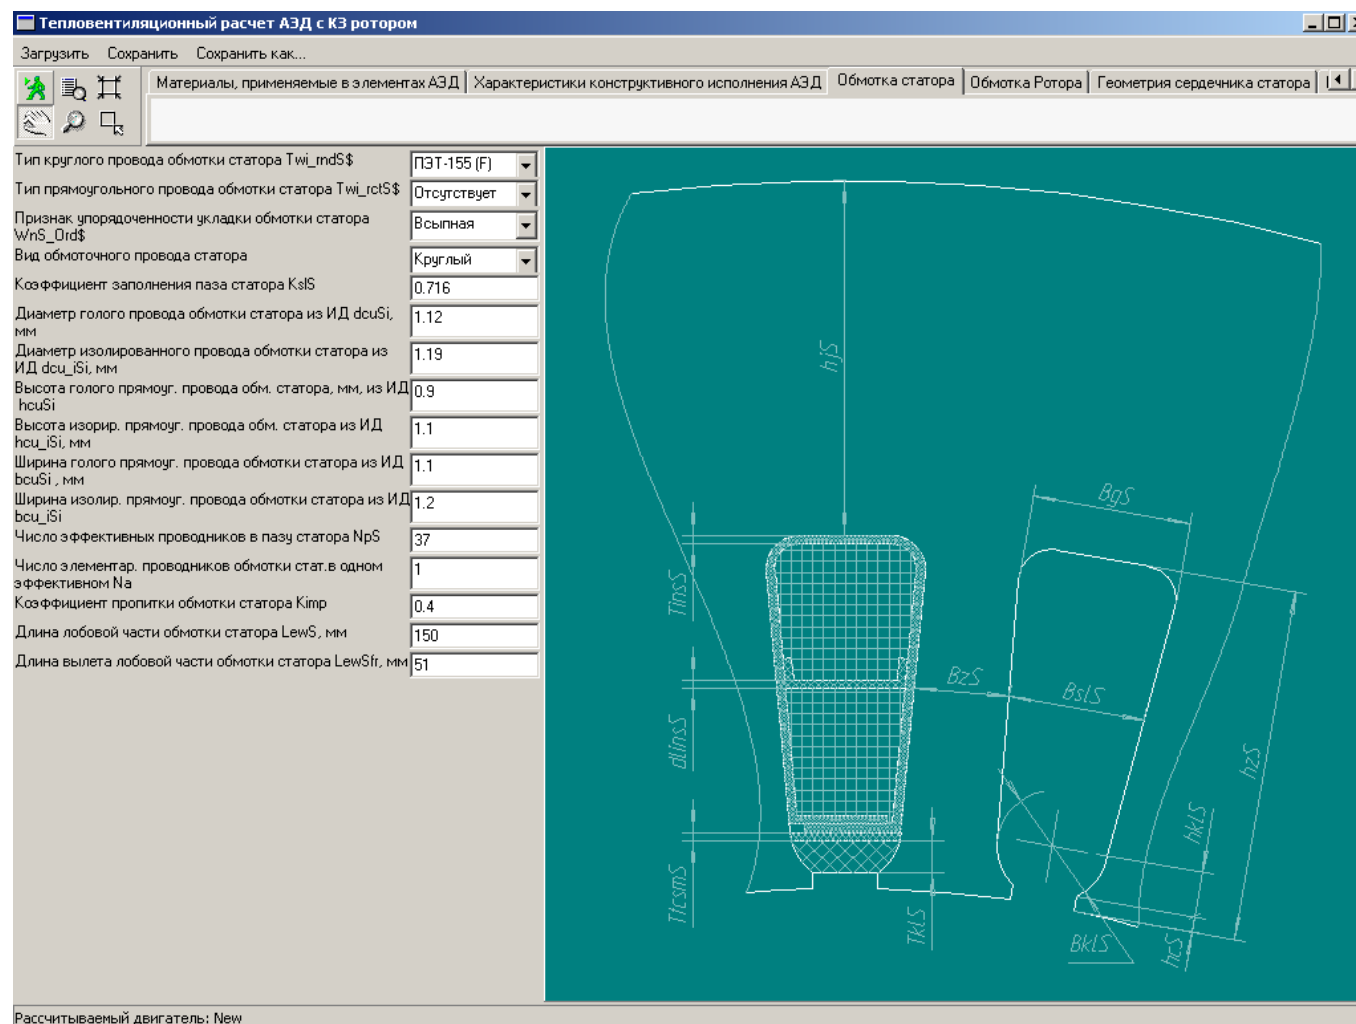 Тепловентиляционный расчет АЭД с КЗ ротором
Загрузить Сохранить Сохранить как...
Материалы, применяемые в элементах АЭД Характеристики конструктивного исполнения АЭД Обмотка статора Обмотка Ротора Геометрия сердечника статора
Тип круглого провода обмотки статора Twi_rndS$ ПЭТ-155 (F)
Тип прямоугольного провода обмотки статора Twi_rctS$ Отсутствует
Признак упорядоченности укладки обмотки статора
WnS_Ord$ Всыпная
Вид обмоточного провода статора Круглый
Коэффициент заполнения паза статора KslS 0.716
Диаметр голого провода обмотки статора из ИД dcuSi,
мм 1.12
Диаметр изолированного провода обмотки статора из
ИД dcu_iSi, мм 1.19
Высота голого прямоуг. провода обм. статора, мм, из ИД
hcuSi 0.9
Высота изорир. прямоуг. провода обм. статора из ИД
hcu_iSi, мм 1.1
Ширина голого прямоуг. провода обмотки статора из ИД
bcuSi , мм 1.1
Ширина изолир. прямоуг. провода обмотки статора из ИД
bcu_iSi 1.2
Число эффективных проводников в пазу статора NpS 37
Число элементар. проводников обмотки стат.в одном
эффективном Na 1
Коэффициент пропитки обмотки статора Kimp 0.4
Длина лобовой части обмотки статора LewS, мм 150
Длина вылета лобовой части обмотки статора LewSfr, мм 51
hjS
BgS
TinsS
BzS
BslS
dlinsS
hzS
hklS
TfcsmS
TklS
BklS
hcS
Рассчитываемый двигатель: New